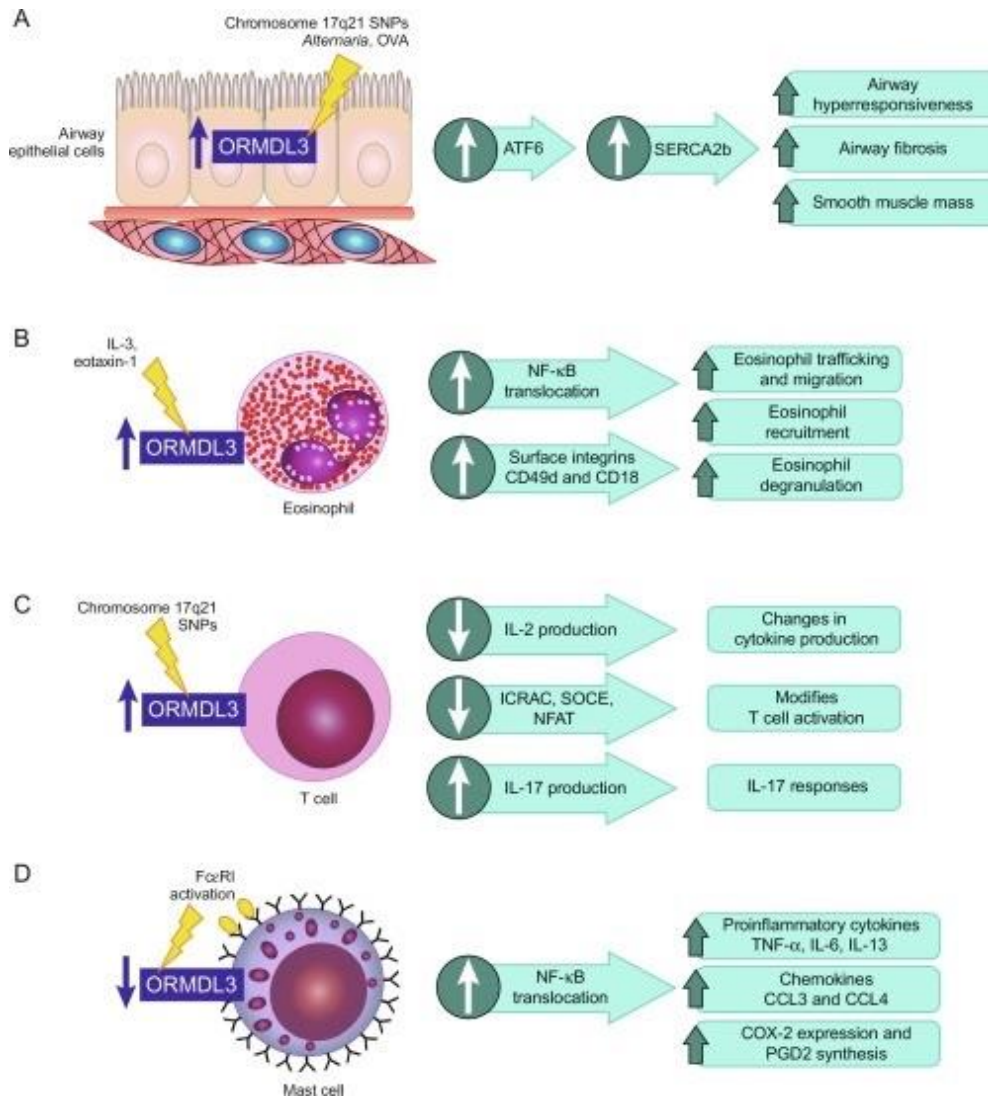 A
Chromosome 17q21 SNPs
Alternaria, OVA
Airway
epithelial cells
ORMDL3
ATF6
SERCA2b
Airway
hyperresponsiveness
Airway fibrosis
Smooth muscle mass
B
IL-3,
eotaxin-1
ORMDL3
Eosinophil
NF-κB
translocation
Surface integrins
CD49d and CD18
Eosinophil trafficking
and migration
Eosinophil
recruitment
Eosinophil
degranulation
C
Chromosome 17q21
SNPs
ORMDL3
T cell
IL-2 production
ICRAC, SOCE,
NFAT
IL-17 production
Changes in
cytokine production
Modifies
T cell activation
IL-17 responses
D
FcεRI
activation
ORMDL3
Mast cell
NF-κB
translocation
Proinflammatory cytokines
TNF-α, IL-6, IL-13
Chemokines
CCL3 and CCL4
COX-2 expression and
PGD2 synthesis